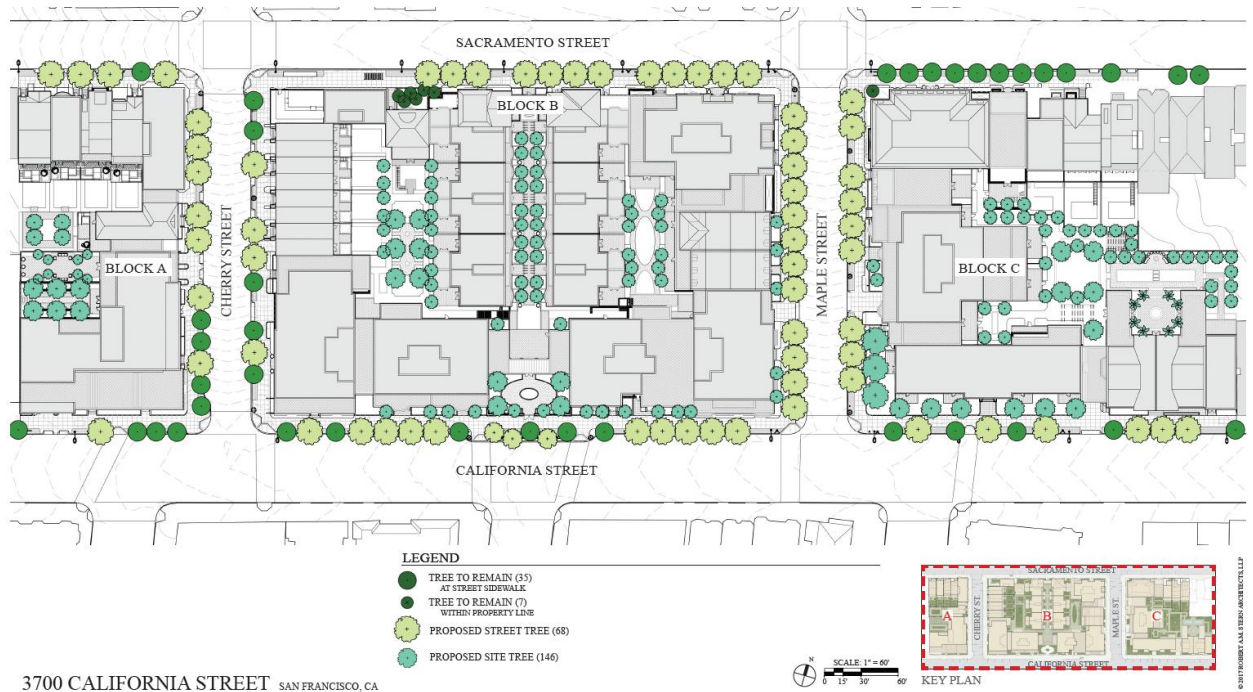 SACRAMENTO STREET
BLOCK B
CHERRY STREET
MAPLE STREET
BLOCK A
BLOCK C
CALIFORNIA STREET
LEGEND
TREE TO REMAIN (35)
AT STREET SIDEWALK
TREE TO REMAIN (7)
WITHIN PROPERTY LINE
PROPOSED STREET TREE (68)
PROPOSED SITE TREE (146)
N
SCALE: 1" = 60'
0 15' 30' 60'
SACRAMENTO STREET
A
CHERRY ST.
B
MAPLE ST.
C
CALIFORNIA STREET
KEY PLAN
© 2017 ROBERT A.M. STERN ARCHITECTS, LLP
3700 CALIFORNIA STREET SAN FRANCISCO, CA